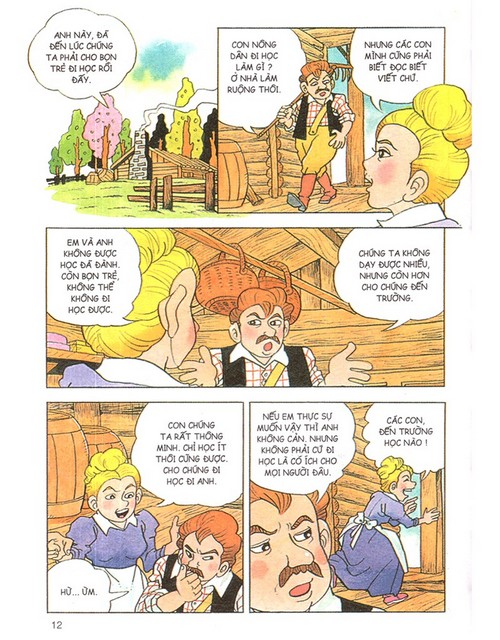 ANH NÀY, ĐÃ
ĐẾN LÚC CHÚNG
TA PHẢI CHO BỌN
TRẺ ĐI HỌC RỒI
ĐẤY.
CON NÔNG
DÂN ĐI HỌC
LÀM GÌ ?
Ở NHÀ LÀM
RUỘNG THÔI.
NHƯNG CÁC CON
MÌNH CŨNG PHẢI
BIẾT ĐỌC BIẾT
VIẾT CHỨ.
EM VÀ ANH
KHÔNG ĐƯỢC
HỌC ĐÃ ĐÀNH.
CÒN BỌN TRẺ,
KHÔNG THỂ
KHÔNG ĐI
HỌC ĐƯỢC.
CHÚNG TA KHÔNG
DẠY ĐƯỢC NHIỀU,
NHƯNG CÒN HƠN
CHO CHÚNG ĐẾN
TRƯỜNG.
CON CHÚNG
TA RẤT THÔNG
MINH. CHỈ HỌC ÍT
THÔI CŨNG ĐƯỢC.
CHO CHÚNG ĐI
HỌC ĐI ANH.
HỪ... ỪM.
NẾU EM THỰC SỰ
MUỐN VẬY THÌ ANH
KHÔNG CẢN. NHƯNG
KHÔNG PHẢI CỨ ĐI
HỌC LÀ CÓ ÍCH CHO
MỌI NGƯỜI ĐÂU.
CÁC CON,
ĐẾN TRƯỜNG
HỌC NÀO !
12